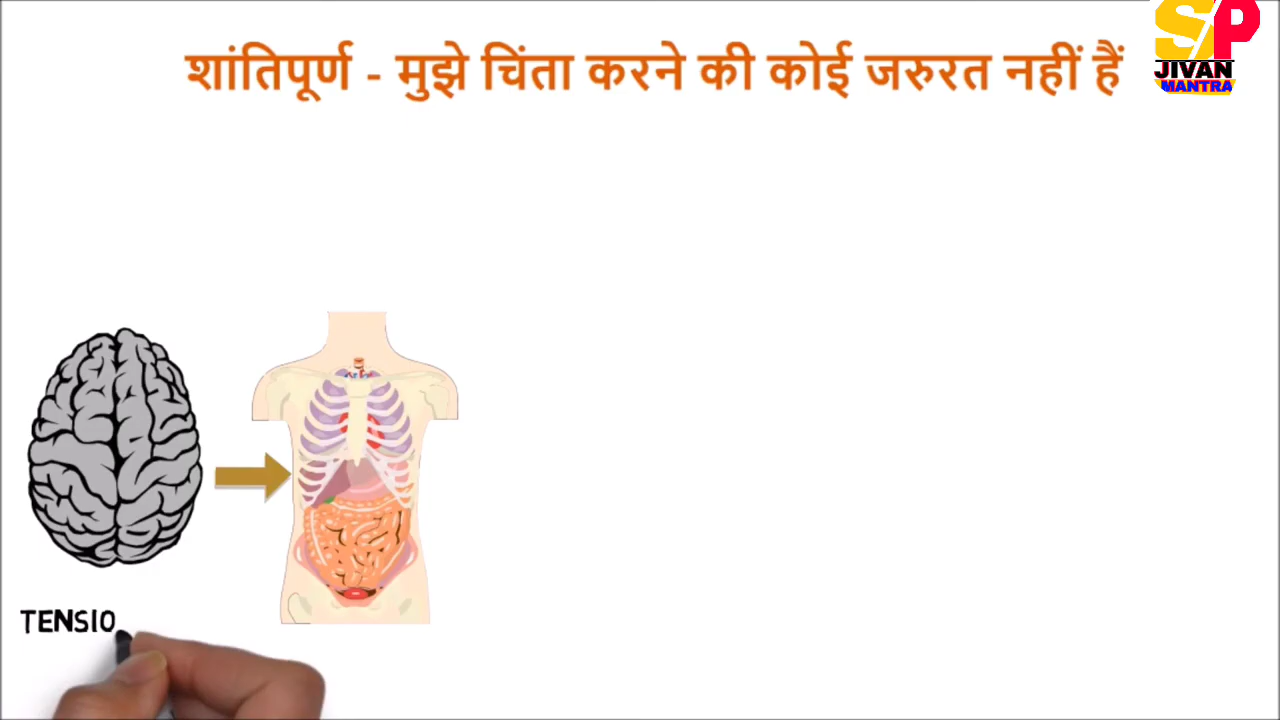 शांतिपूर्ण - मुझे चिंता करने की कोई जरुरत नहीं हैं
SP
JIVAN
MANTRA
TENSIO